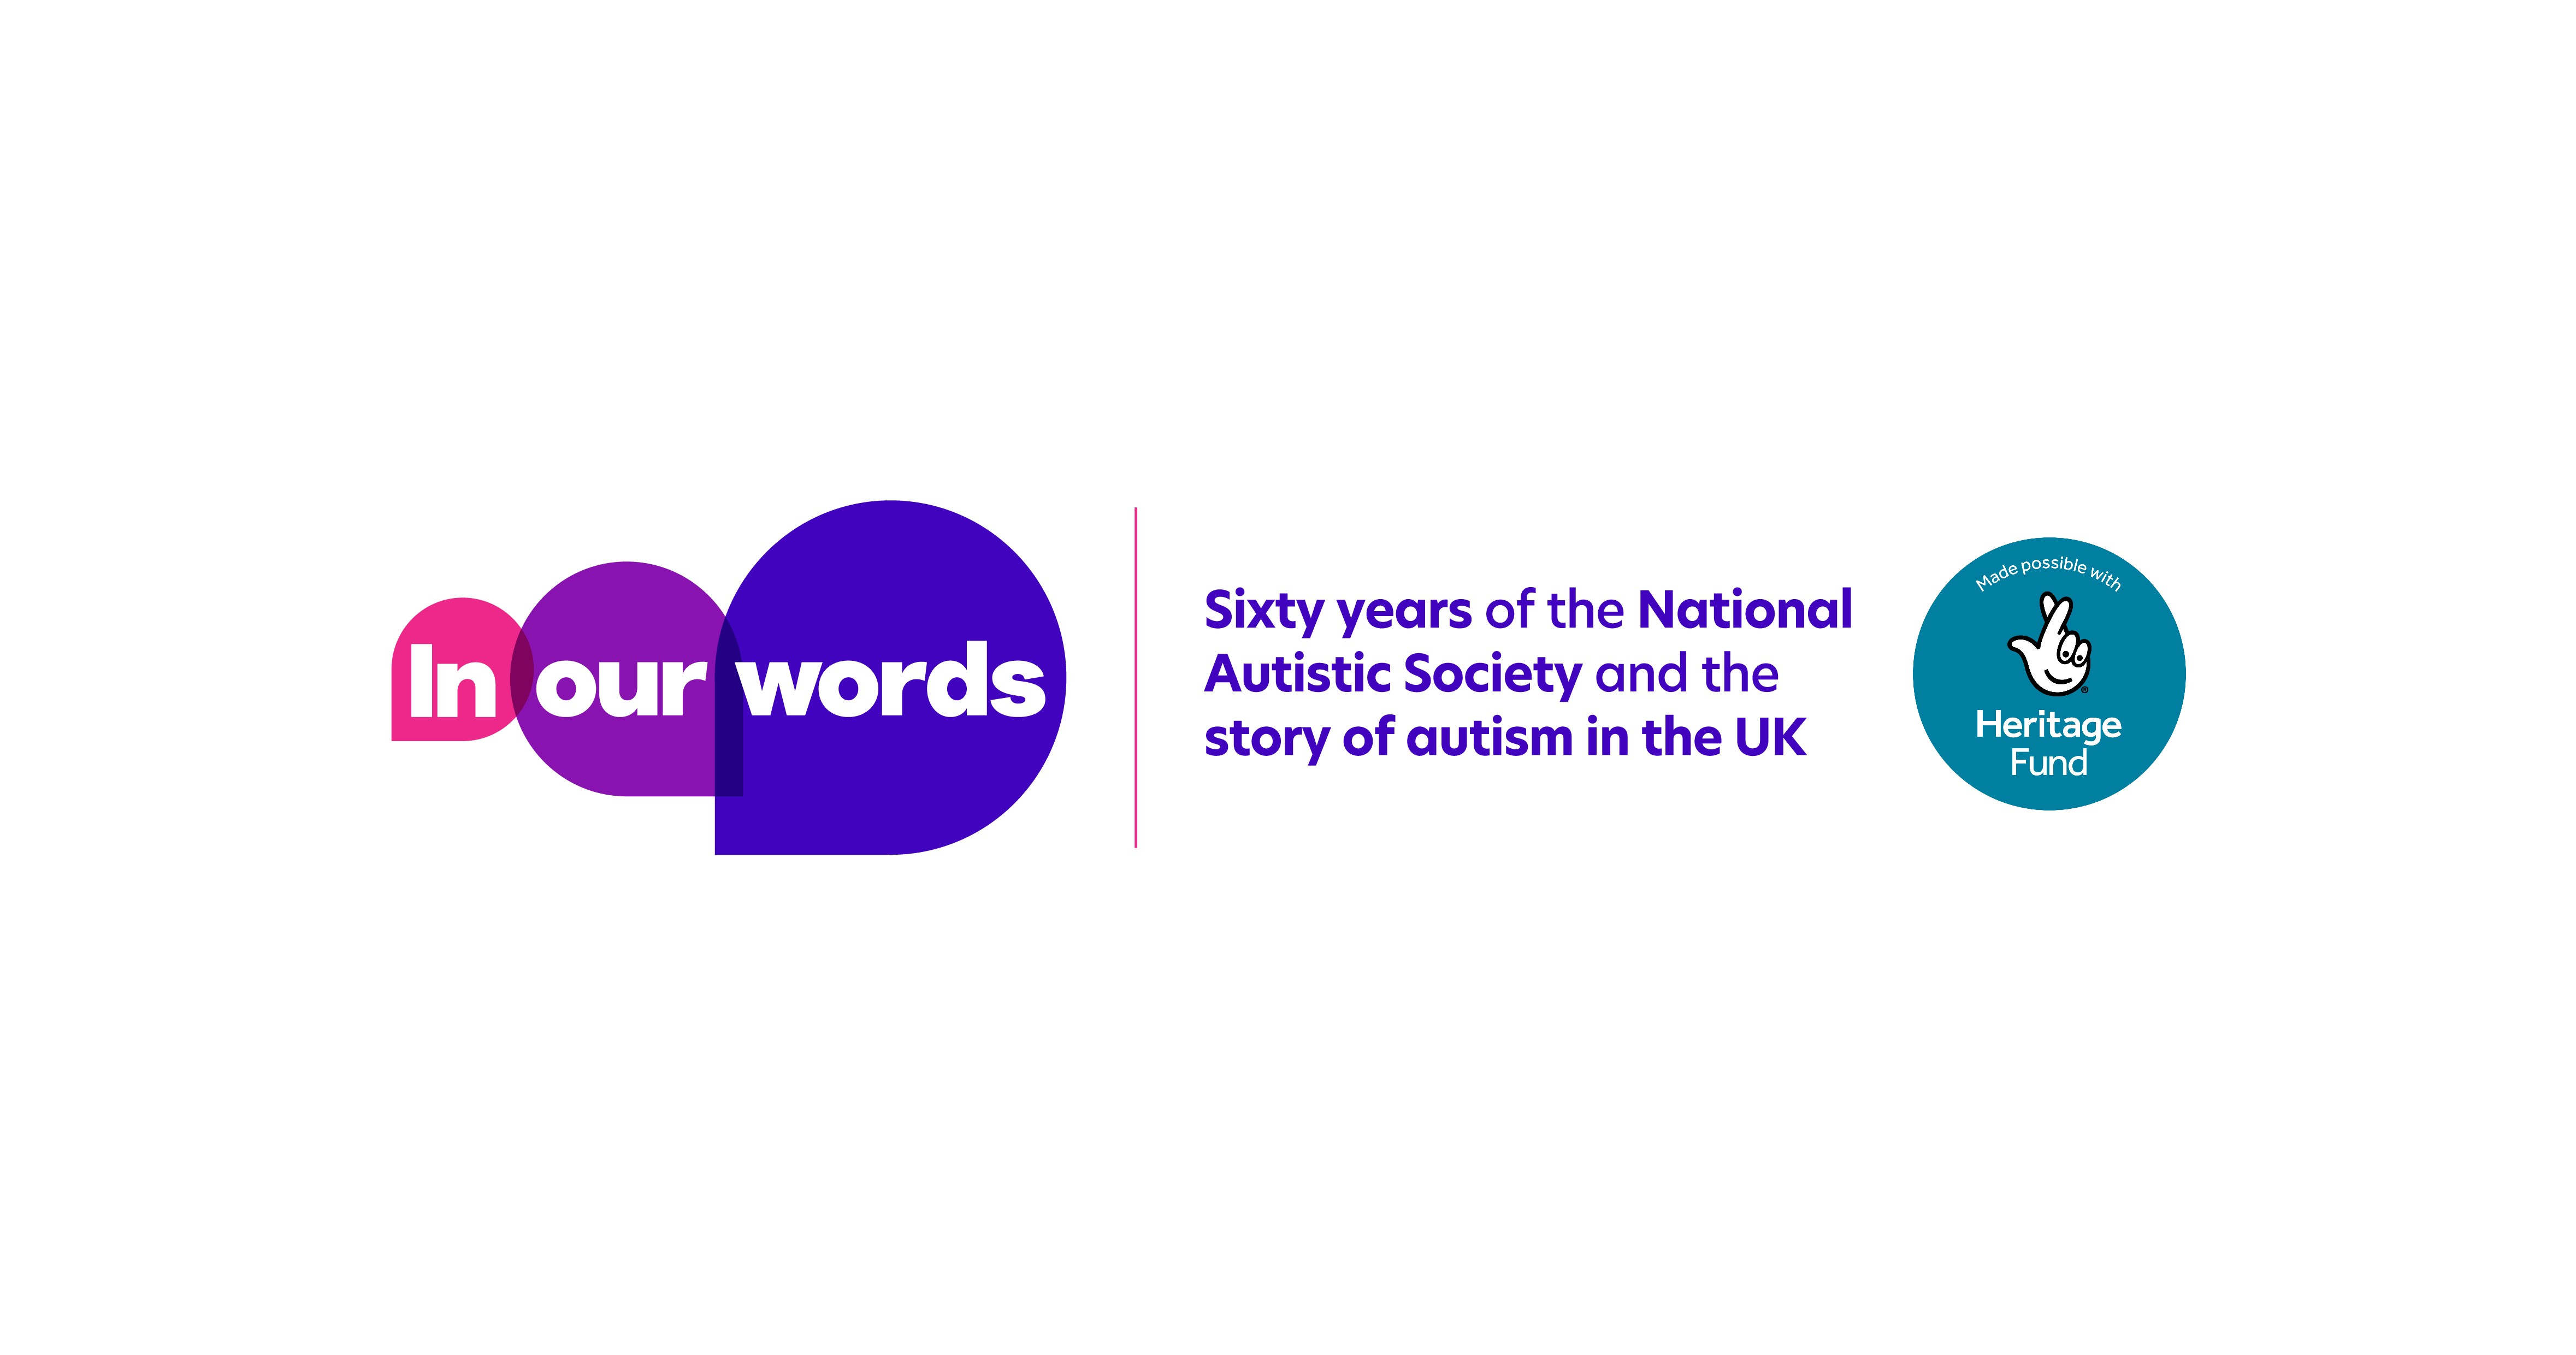 In our words
Sixty years of the National
Autistic Society and the
story of autism in the UK
Made possible with
Heritage
Fund